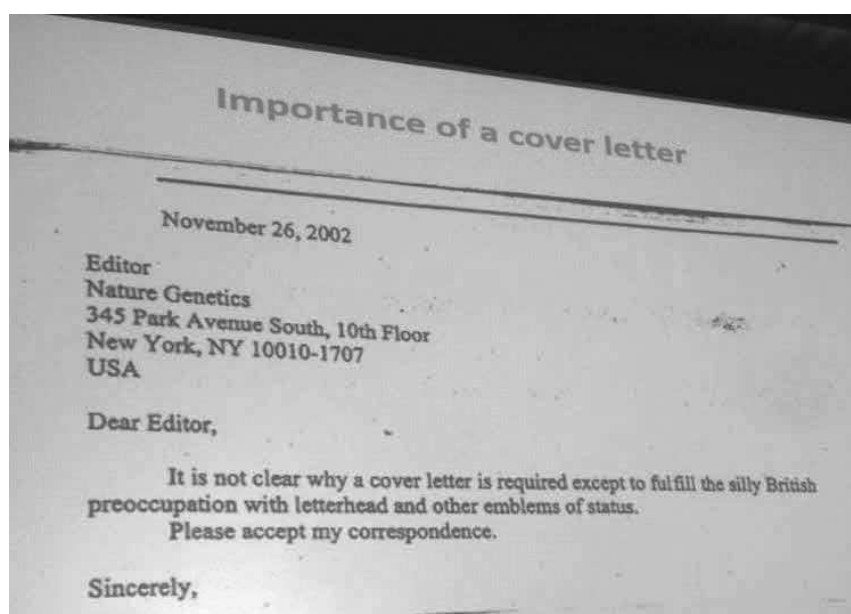 Importance of a cover letter
November 26, 2002
Editor
Nature Genetics
345 Park Avenue South, 10th Floor
New York, NY 10010-1707
USA
Dear Editor,
It is not clear why a cover letter is required except to fulfill the silly British
preoccupation with letterhead and other emblems of status.
Please accept my correspondence.
Sincerely,